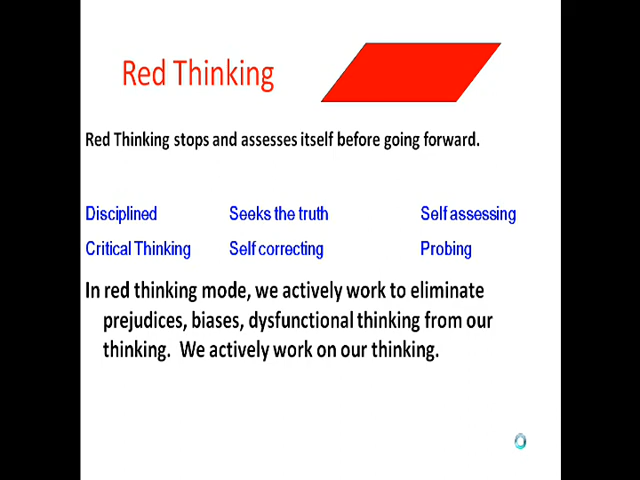 Red Thinking
Red Thinking stops and assesses itself before going forward.
Disciplined Seeks the truth Self assessing
Critical Thinking Self correcting Probing
In red thinking mode, we actively work to eliminate
prejudices, biases, dysfunctional thinking from our
thinking. We actively work on our thinking.